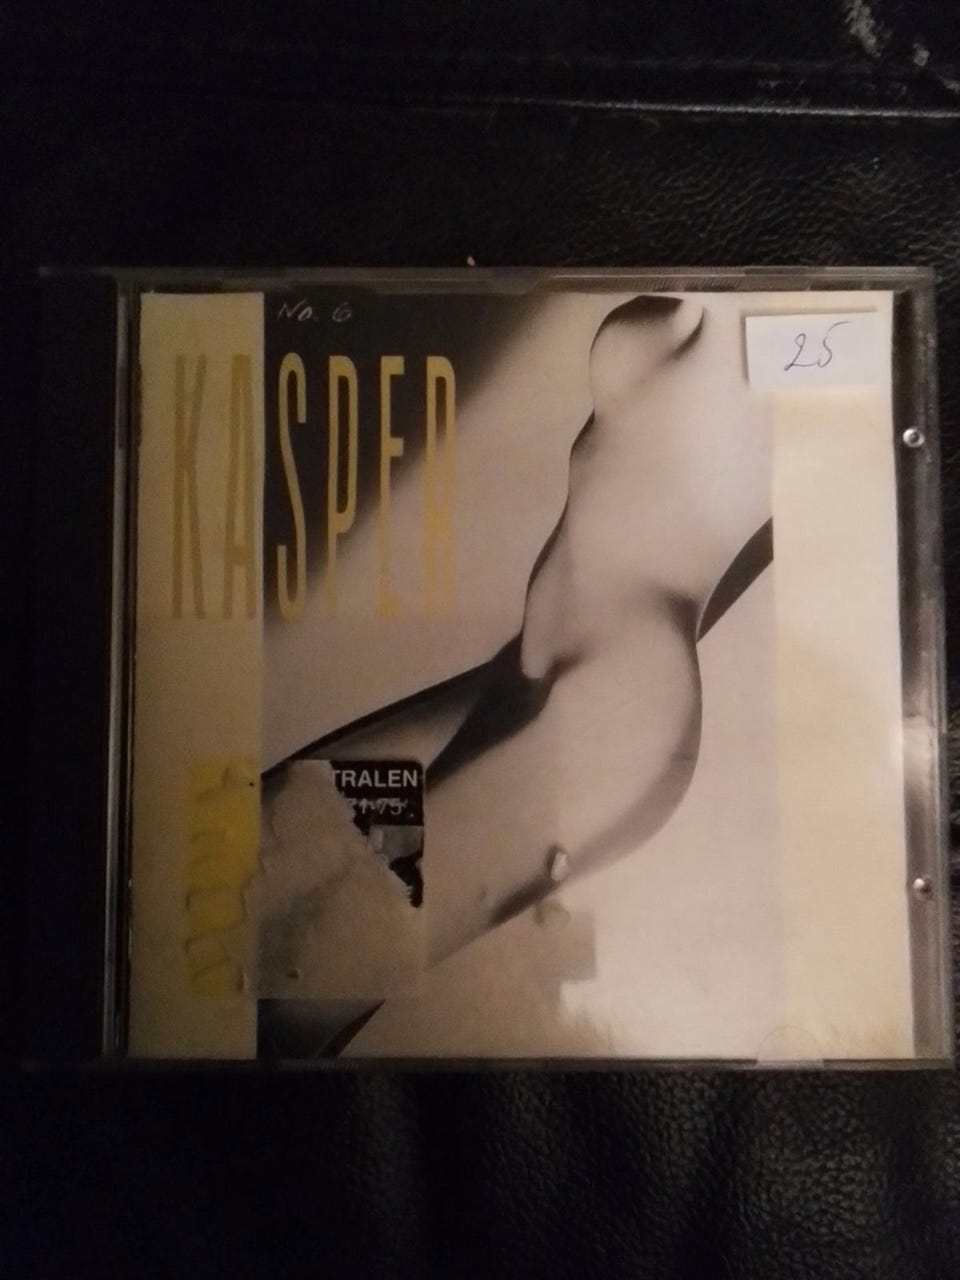 No. 6
KASPER
25
TRALEN